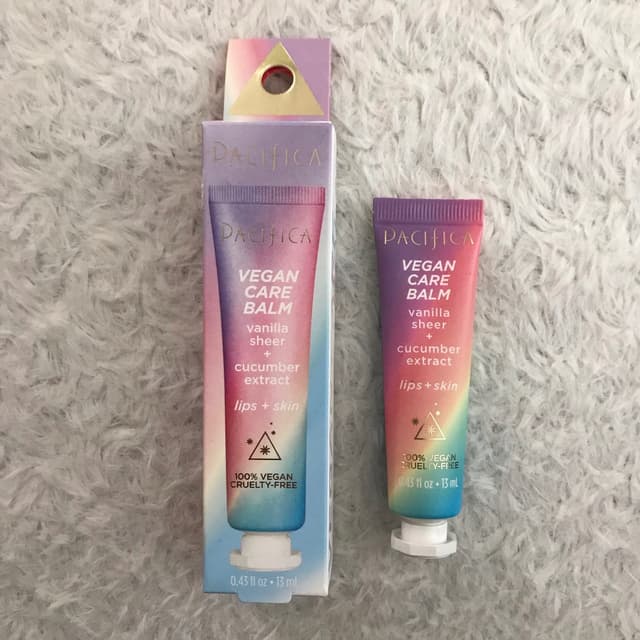 PACIFICA
PACIFICA
VEGAN
CARE
BALM
vanilla
sheer
+
cucumber
extract
lips + skin
100% VEGAN
CRUELTY-FREE
0.43 fl oz • 13 ml
PACIFICA
VEGAN
CARE
BALM
vanilla
sheer
+
cucumber
extract
lips + skin
100% VEGAN
CRUELTY-FREE
0.43 fl oz • 13 mL